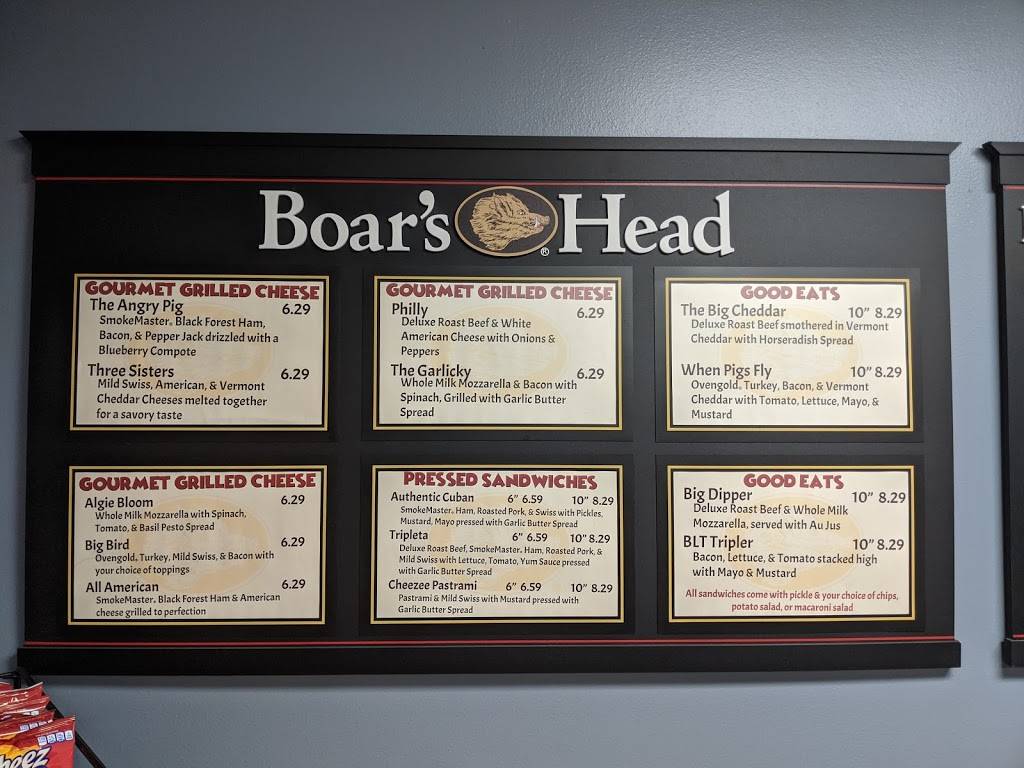 Boar's Head
®
GOURMET GRILLED CHEESE
The Angry Pig 6.29
SmokeMaster® Black Forest Ham,
Bacon, & Pepper Jack drizzled with a
Blueberry Compote
Three Sisters 6.29
Mild Swiss, American, & Vermont
Cheddar Cheeses melted together
for a savory taste
GOURMET GRILLED CHEESE
Philly 6.29
Deluxe Roast Beef & White
American Cheese with Onions &
Peppers
The Garlicky 6.29
Whole Milk Mozzarella & Bacon with
Spinach, Grilled with Garlic Butter
Spread
GOOD EATS
The Big Cheddar 10" 8.29
Deluxe Roast Beef smothered in Vermont
Cheddar with Horseradish Spread
When Pigs Fly 10" 8.29
Ovengold® Turkey, Bacon, & Vermont
Cheddar with Tomato, Lettuce, Mayo, &
Mustard
GOURMET GRILLED CHEESE
Algie Bloom 6.29
Whole Milk Mozzarella with Spinach,
Tomato, & Basil Pesto Spread
Big Bird 6.29
Ovengold® Turkey, Mild Swiss, & Bacon with
your choice of toppings
All American 6.29
SmokeMaster® Black Forest Ham & American
cheese grilled to perfection
PRESSED SANDWICHES
Authentic Cuban 6" 6.59 10" 8.29
SmokeMaster® Ham, Roasted Pork, & Swiss with Pickles,
Mustard, Mayo pressed with Garlic Butter Spread
Tripleta 6" 6.59 10" 8.29
Deluxe Roast Beef, SmokeMaster® Ham, Roasted Pork, &
Mild Swiss with Lettuce, Tomato, Yum Sauce pressed
with Garlic Butter Spread
Cheezee Pastrami 6" 6.59 10" 8.29
Pastrami & Mild Swiss with Mustard pressed with
Garlic Butter Spread
GOOD EATS
Big Dipper 10" 8.29
Deluxe Roast Beef & Whole Milk
Mozzarella, served with Au Jus
BLT Tripler 10" 8.29
Bacon, Lettuce, & Tomato stacked high
with Mayo & Mustard
All sandwiches come with pickle & your choice of chips,
potato salad, or macaroni salad